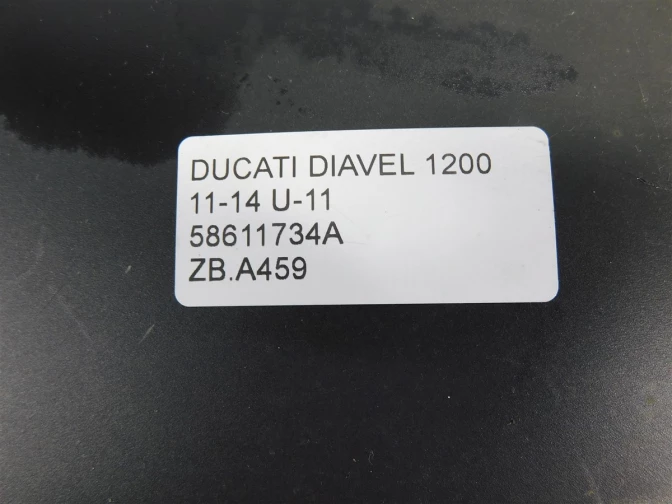 DUCATI DIAVEL 1200
11-14 U-11
58611734A
ZB.A459